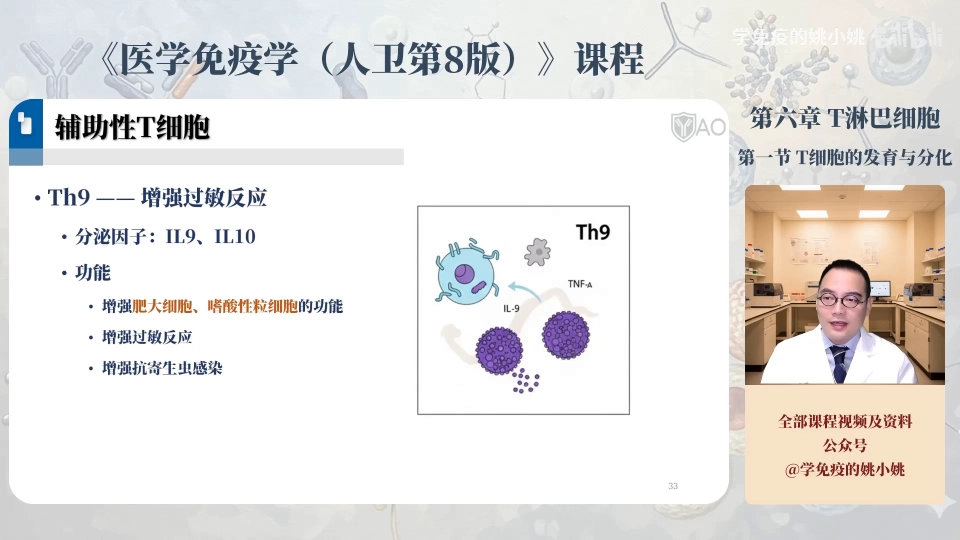 学免疫的姚小姚 bilibili
《医学免疫学（人卫第8版）》课程
辅助性T细胞
AO
第六章 T淋巴细胞
第一节 T细胞的发育与分化
• Th9 —— 增强过敏反应
• 分泌因子：IL9、IL10
• 功能
• 增强肥大细胞、嗜酸性粒细胞的功能
• 增强过敏反应
• 增强抗寄生虫感染
Th9
TNF-A
IL-9
33
全部课程视频及资料
公众号
@学免疫的姚小姚